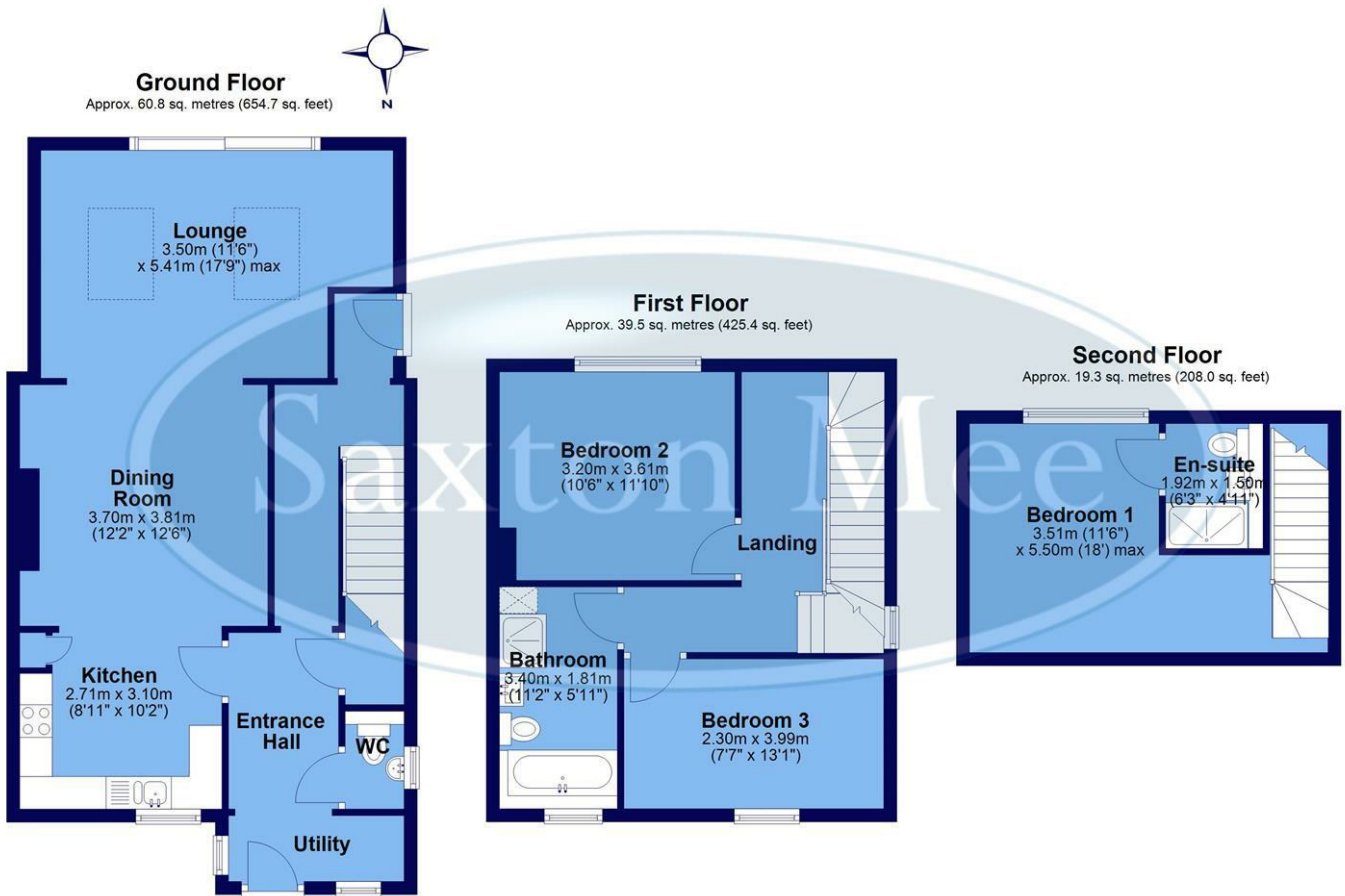 N
Ground Floor
Approx. 60.8 sq. metres (654.7 sq. feet)
Lounge
3.50m (11'6")
x 5.41m (17'9") max
Dining
Room
3.70m x 3.81m
(12'2" x 12'6")
Kitchen
2.71m x 3.10m
(8'11" x 10'2")
Entrance
Hall
WC
Utility
First Floor
Approx. 39.5 sq. metres (425.4 sq. feet)
Bedroom 2
3.20m x 3.61m
(10'6" x 11'10")
Landing
Bathroom
3.40m x 1.81m
(11'2" x 5'11")
Bedroom 3
2.30m x 3.99m
(7'7" x 13'1")
Second Floor
Approx. 19.3 sq. metres (208.0 sq. feet)
En-suite
1.92m x 1.50m
(6'3" x 4'11")
Bedroom 1
3.51m (11'6")
x 5.50m (18') max
Saxton Mee